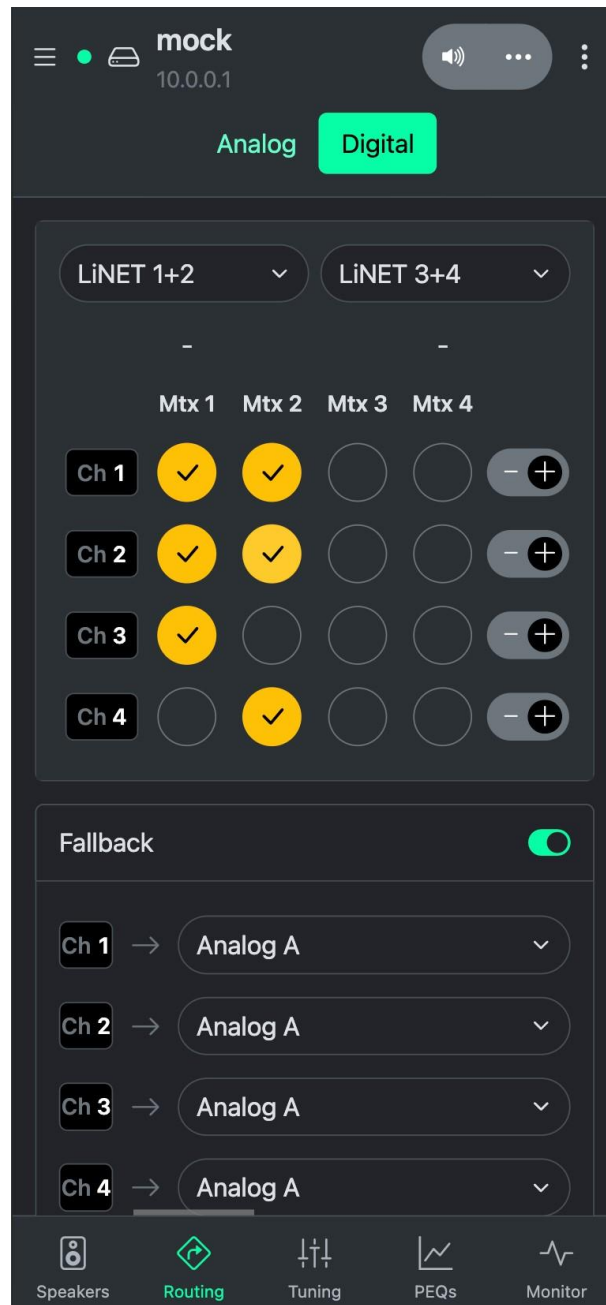 mock
10.0.0.1
Analog Digital
LiNET 1+2 LiNET 3+4
- -
Mtx 1 Mtx 2 Mtx 3 Mtx 4
Ch 1 - +
Ch 2 - +
Ch 3 - +
Ch 4 - +
Fallback
Ch 1 → Analog A
Ch 2 → Analog A
Ch 3 → Analog A
Ch 4 → Analog A
Speakers Routing Tuning PEQs Monitor